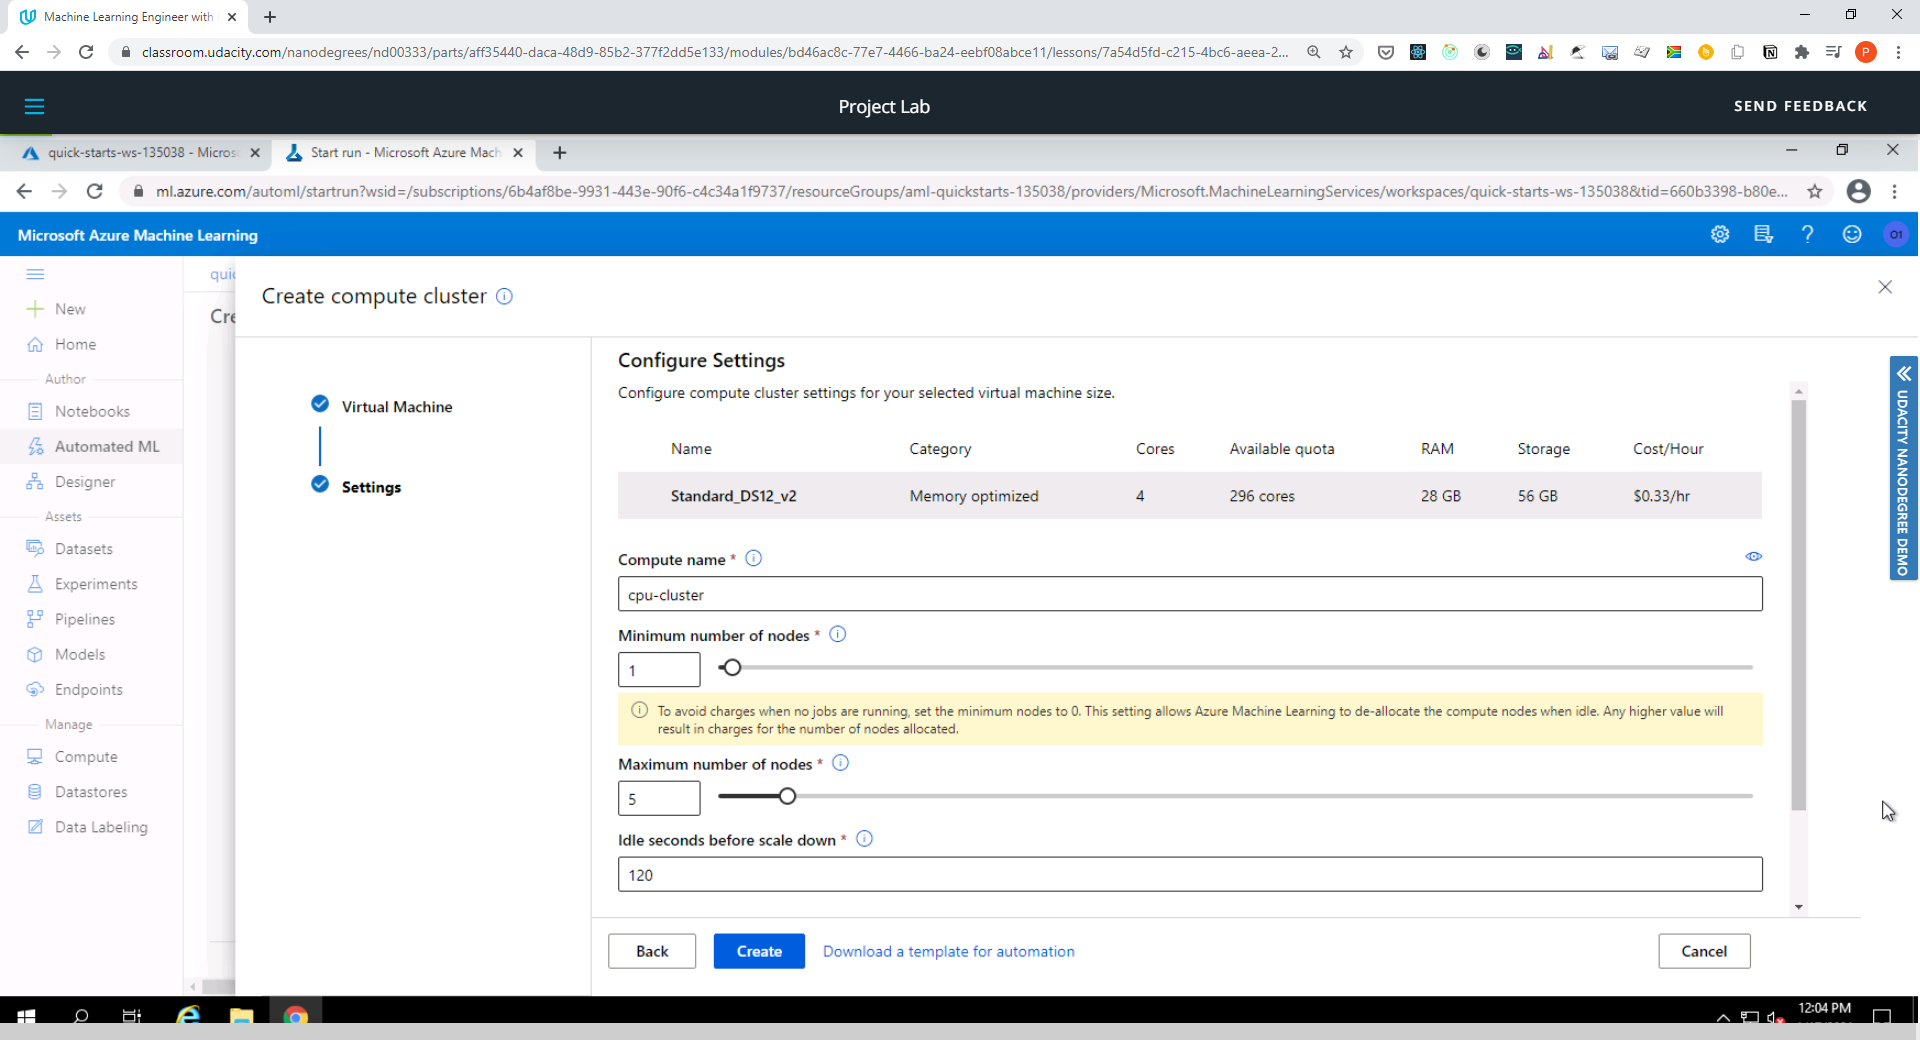 Machine Learning Engineer with
classroom.udacity.com/nanodegrees/nd00333/parts/aff35440-daca-48d9-85b2-377f2dd5e133/modules/bd46ac8c-77e7-4466-ba24-eebf08abce11/lessons/7a54d5fd-c215-4bc6-aeea-2...
P
Project Lab
SEND FEEDBACK
quick-starts-ws-135038 - Micros
Start run - Microsoft Azure Mach
ml.azure.com/automl/startrun?wsid=/subscriptions/6b4af8be-9931-443e-90f6-c4c34a1f9737/resourceGroups/aml-quickstarts-135038/providers/Microsoft.MachineLearningServices/workspaces/quick-starts-ws-135038&tid=660b3398-b80e...
Microsoft Azure Machine Learning
O1
New
Home
Author
Notebooks
Automated ML
Designer
Assets
Datasets
Experiments
Pipelines
Models
Endpoints
Manage
Compute
Datastores
Data Labeling
quic
Cre
Create compute cluster
Virtual Machine
Settings
Configure Settings
Configure compute cluster settings for your selected virtual machine size.
Name Category Cores Available quota RAM Storage Cost/Hour
Standard_DS12_v2 Memory optimized 4 296 cores 28 GB 56 GB $0.33/hr
Compute name *
cpu-cluster
Minimum number of nodes *
1
To avoid charges when no jobs are running, set the minimum nodes to 0. This setting allows Azure Machine Learning to de-allocate the compute nodes when idle. Any higher value will
result in charges for the number of nodes allocated.
Maximum number of nodes *
5
Idle seconds before scale down *
120
Back
Create
Download a template for automation
Cancel
UDACITY NANODEGREE DEMO
12:04 PM